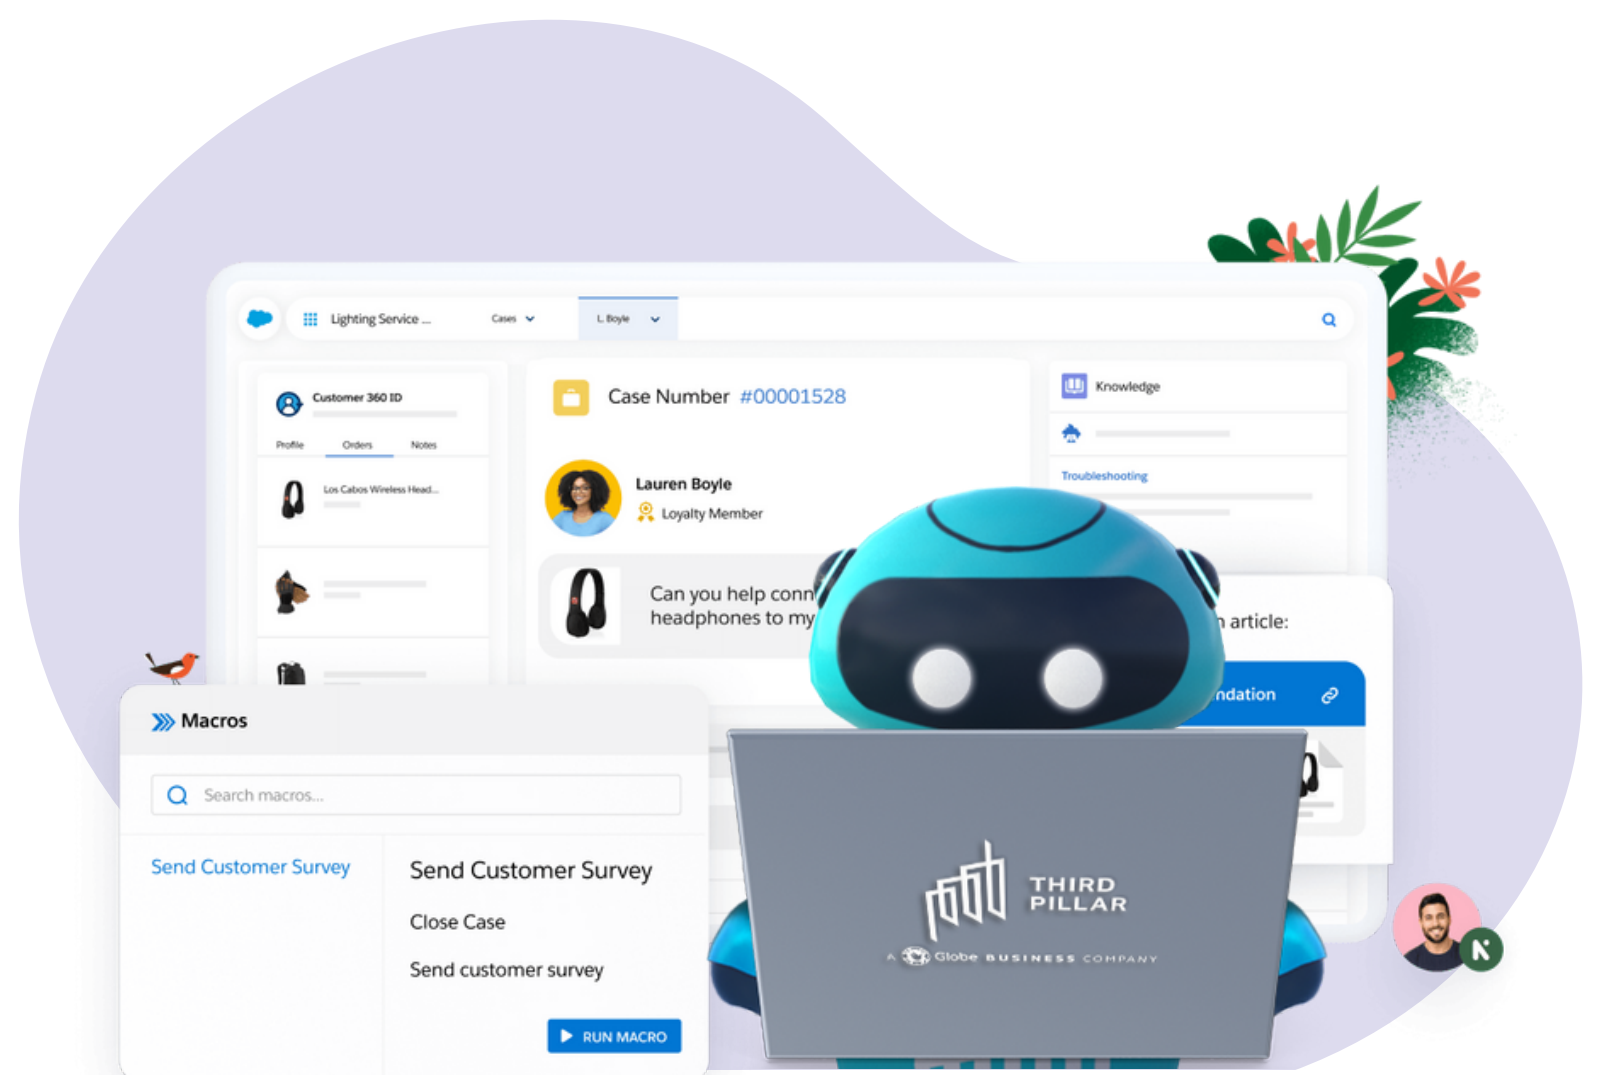 Lighting Service ...
Cases
L. Boyle
Customer 360 ID
Profile
Orders
Notes
Los Cabos Wireless Head...
Case Number #00001528
Lauren Boyle
Loyalty Member
Can you help conn
headphones to my
Knowledge
Troubleshooting
n article:
ndation
Macros
Search macros...
Send Customer Survey
Send Customer Survey
Close Case
Send customer survey
RUN MACRO
THIRD
PILLAR
A Globe BUSINESS COMPANY
N